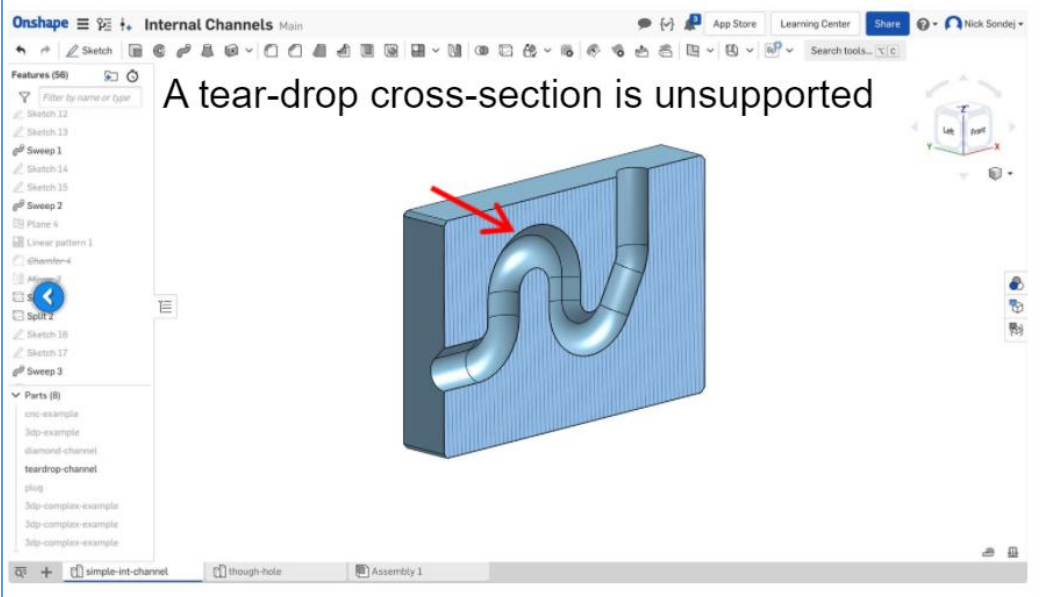 Onshape Internal Channels Main
3 App Store Learning Center Share Nick Sondej
Sketch Search tools... C
Features (56)
A tear-drop cross-section is unsupported
Filter by name or type
Sketch 12
Sketch 13
Sweep 1
Sketch 14
Sketch 15
Sweep 2
Plane 4
Linear pattern 1
Chamfer 4
Split 2
Sketch 16
Sketch 17
Sweep 3
Z
Left Front
Y X
Parts (8)
cnc-example
3dp-example
diamond-channel
teardrop-channel
plug
3dp-complex-example
3dp-complex-example
3dp-complex-example
simple-int-channel though-hole Assembly 1